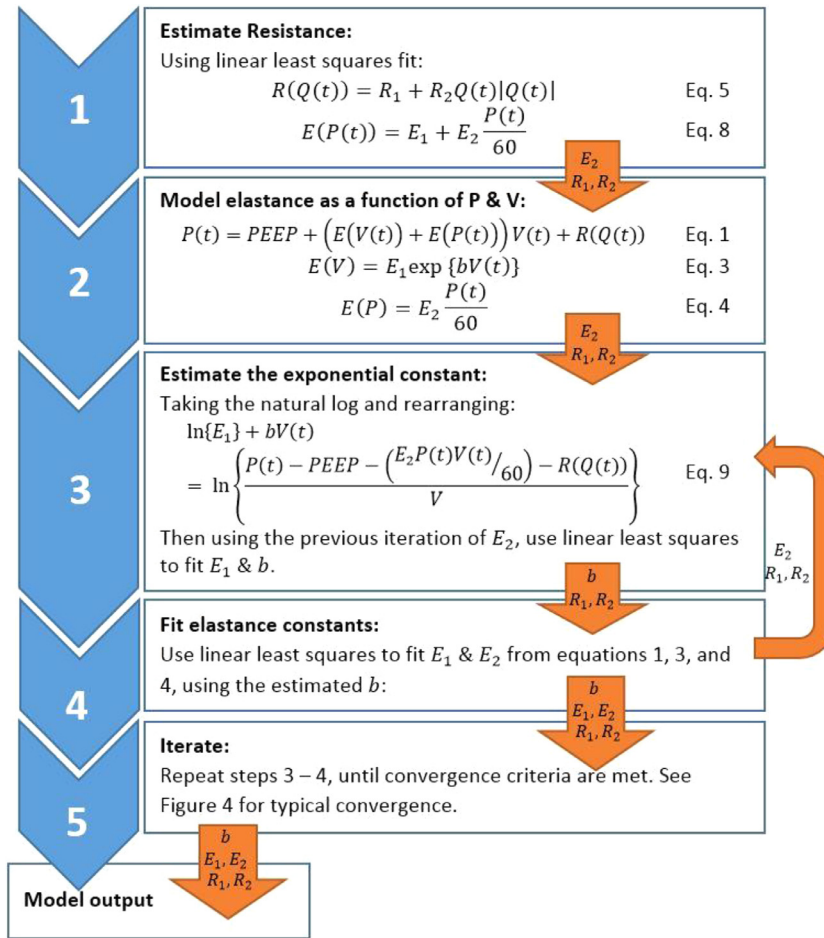 1
Estimate Resistance:
Using linear least squares fit:
R(Q(t)) = R₁ + R₂Q(t)|Q(t)| Eq. 5
E(P(t)) = E₁ + E₂ P(t)/60 Eq. 8
E₂
R₁, R₂
2
Model elastance as a function of P & V:
P(t) = PEEP + (E(V(t)) + E(P(t)))V(t) + R(Q(t)) Eq. 1
E(V) = E₁exp {bV(t)} Eq. 3
E(P) = E₂ P(t)/60 Eq. 4
E₂
R₁, R₂
3
Estimate the exponential constant:
Taking the natural log and rearranging:
ln{E₁} + bV(t)
= ln{(P(t) − PEEP − (E₂P(t)V(t)/60) − R(Q(t)))/V} Eq. 9
Then using the previous iteration of E₂, use linear least squares
to fit E₁ & b.
b
R₁, R₂
E₂
R₁, R₂
4
Fit elastance constants:
Use linear least squares to fit E₁ & E₂ from equations 1, 3, and
4, using the estimated b:
b
E₁, E₂
R₁, R₂
5
Iterate:
Repeat steps 3 – 4, until convergence criteria are met. See
Figure 4 for typical convergence.
b
E₁, E₂
R₁, R₂
Model output